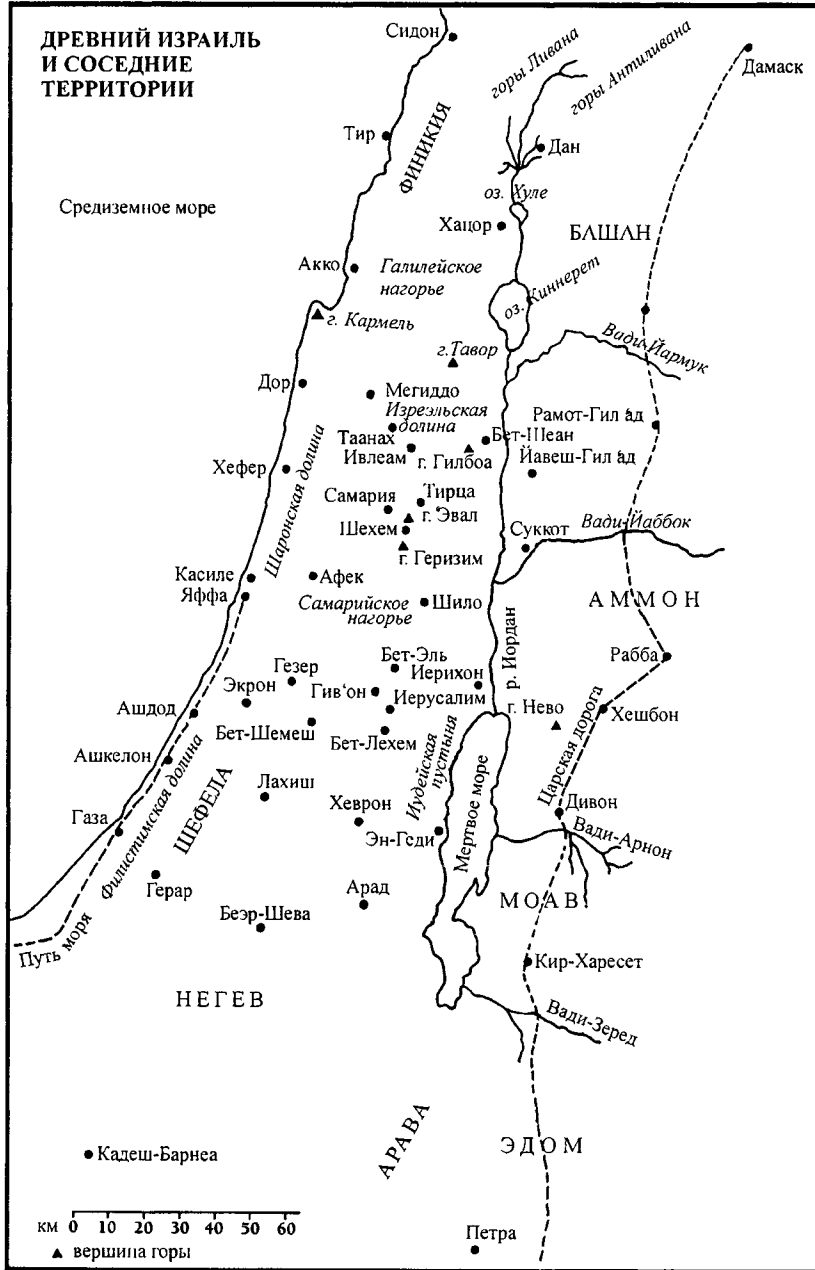 ДРЕВНИЙ ИЗРАИЛЬ
И СОСЕДНИЕ
ТЕРРИТОРИИ
Сидон
горы Ливана
горы Антиливана
Дамаск
Тир
ФИНИКИЯ
Дан
оз. Хуле
Средиземное море
Хацор
БАШАН
Акко
Галилейское
нагорье
оз. Киннерет
г. Кармель
г.Тавор
Вади-Йармук
Дор
Мегиддо
Изреэльская
долина
Рамот-Гил'ад
Таанах
Бет-Шеан
Ивлеам
г. Гилбоа
Йавеш-Гил'ад
Хефер
Шаронская долина
Самария
Тирца
г. Эвал
Шехем
Суккот
Вади-Йаббок
г. Геризим
Касиле
Афек
Яффа
Самарийское
нагорье
Шило
АММОН
р. Иордан
Бет-Эль
Рабба
Гезер
Иерихон
Экрон
Гив'он
Иерусалим
г. Нево
Ашдод
Хешбон
Бет-Шемеш
Бет-Лехем
Иудейская
пустыня
Царская дорога
Ашкелон
Филистимская долина
ШЕФЕЛА
Лахиш
Мертвое море
Газа
Хеврон
Дивон
Эн-Геди
Вади-Арнон
Герар
Арад
МОАВ
Беэр-Шева
Путь моря
Кир-Харесет
НЕГЕВ
Вади-Зеред
АРАВА
ЭДОМ
Кадеш-Барнеа
км 0 10 20 30 40 50 60
Петра
вершина горы